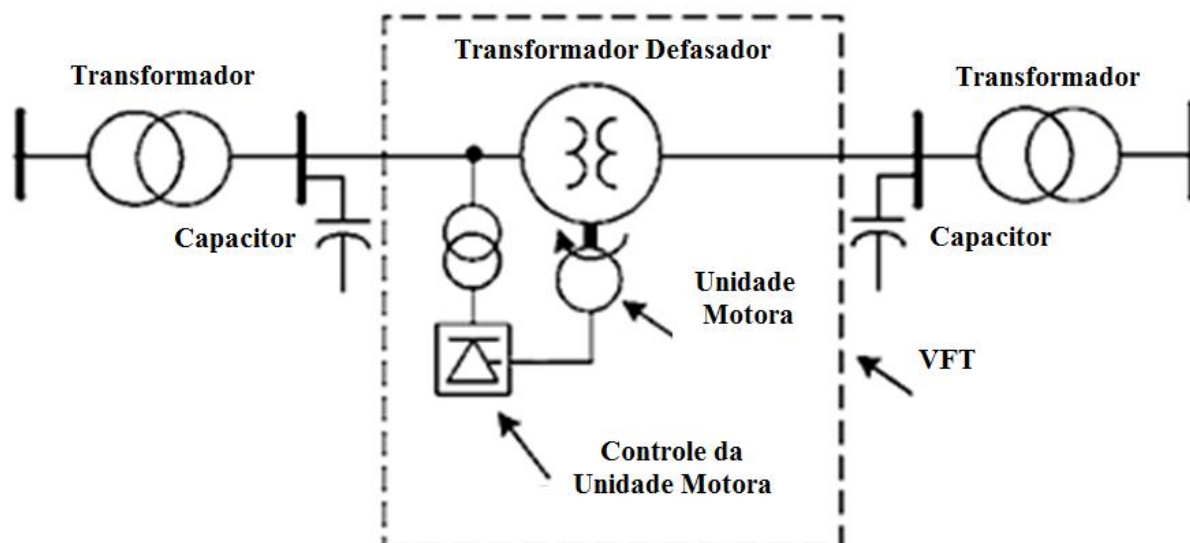 Transformador Defasador
Transformador
Transformador
Capacitor
Capacitor
Unidade
Motora
VFT
Controle da
Unidade Motora